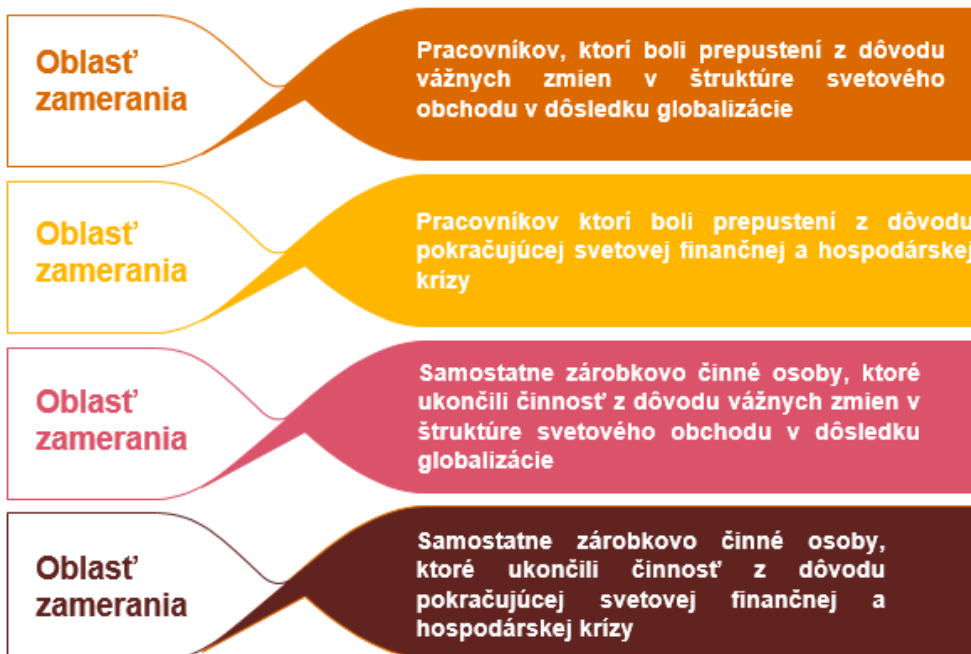 Oblasť
zamerania
Pracovníkov, ktorí boli prepustení z dôvodu
vážnych zmien v štruktúre svetového
obchodu v dôsledku globalizácie
Oblasť
zamerania
Pracovníkov ktorí boli prepustení z dôvodu
pokračujúcej svetovej finančnej a hospodárskej
krízy
Oblasť
zamerania
Samostatne zárobkovo činné osoby, ktoré
ukončili činnosť z dôvodu vážnych zmien v
štruktúre svetového obchodu v dôsledku
globalizácie
Oblasť
zamerania
Samostatne zárobkovo činné osoby,
ktoré ukončili činnosť z dôvodu
pokračujúcej svetovej finančnej a
hospodárskej krízy